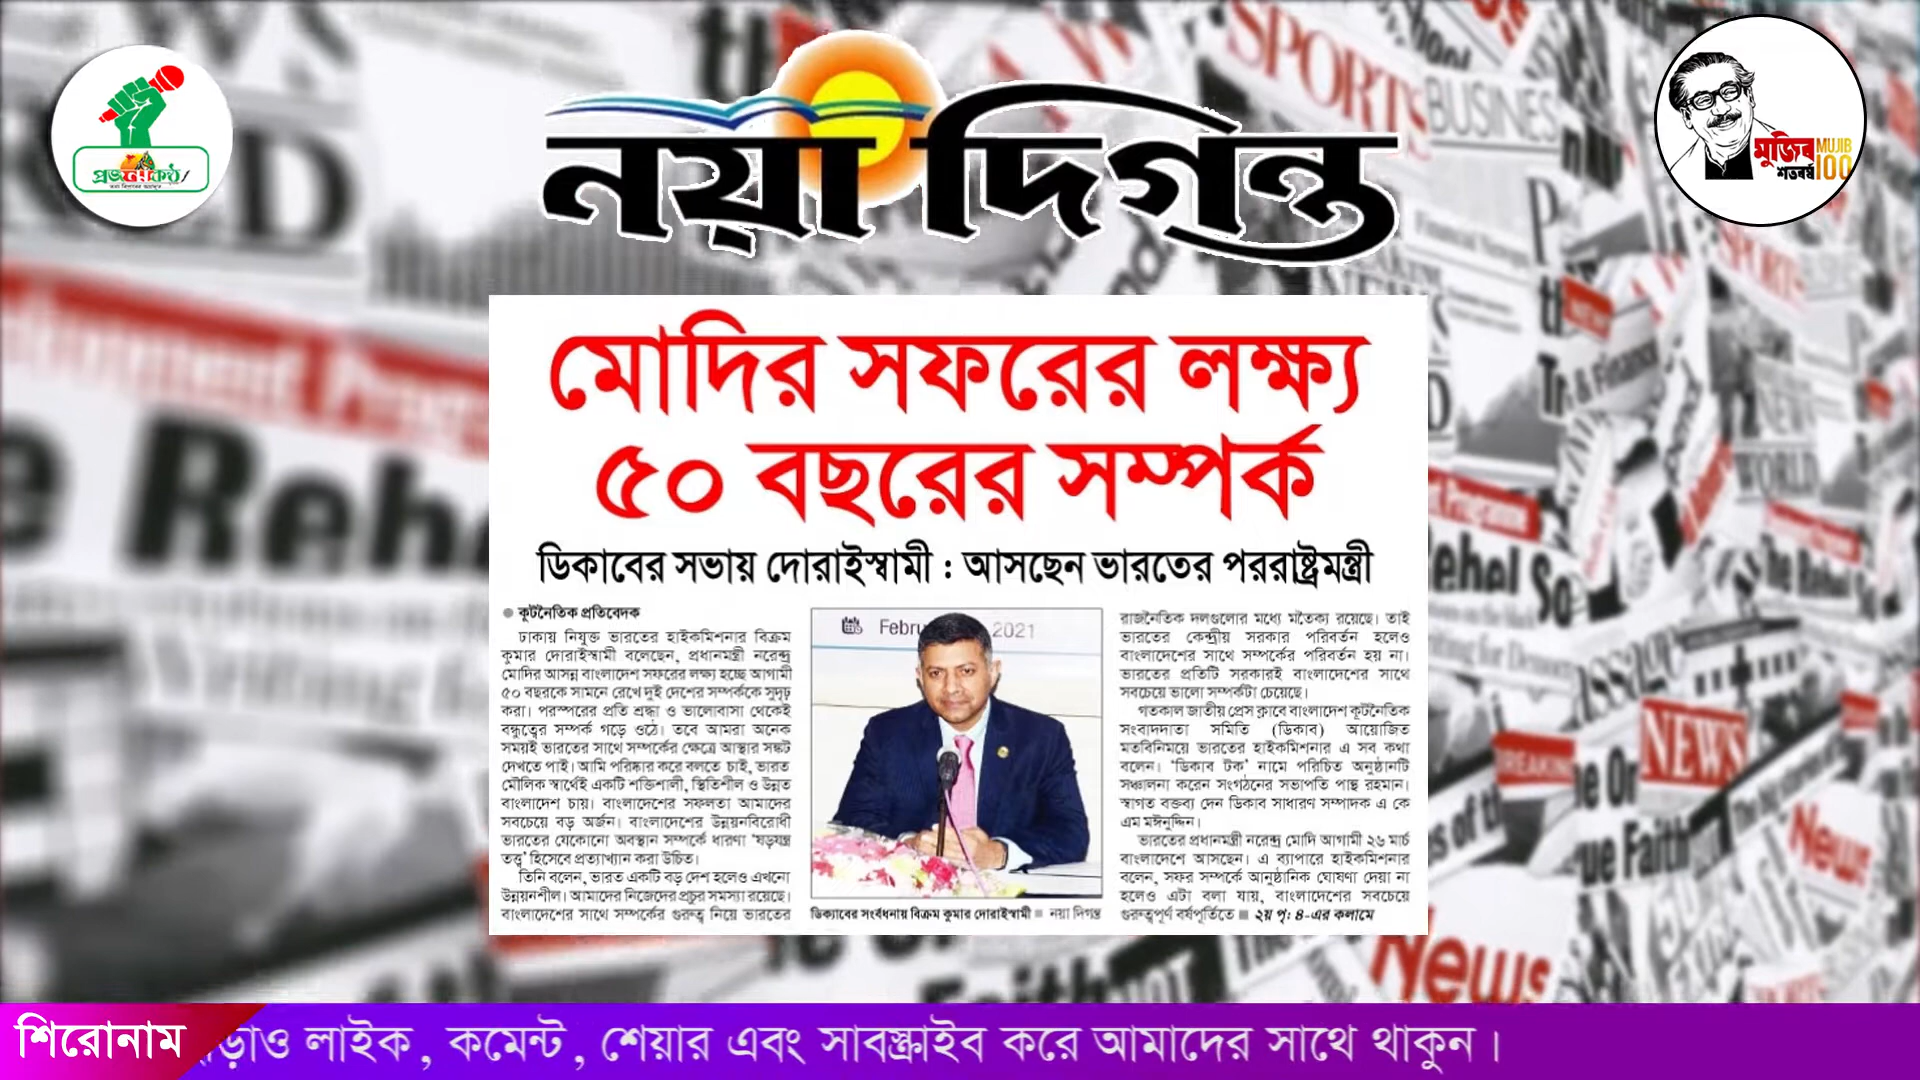 নয়া দিগন্ত
প্রজন্মকণ্ঠ
মুজিব
শতবর্ষ
MUJIB
100
SPORTS
BUSINESS
মোদির সফরের লক্ষ্য
৫০ বছরের সম্পর্ক
ডিকাবের সভায় দোরাইস্বামী : আসছেন ভারতের পররাষ্ট্রমন্ত্রী
কূটনৈতিক প্রতিবেদক
ঢাকায় নিযুক্ত ভারতের হাইকমিশনার বিক্রম
কুমার দোরাইস্বামী বলেছেন, প্রধানমন্ত্রী নরেন্দ্র
মোদির আসন্ন বাংলাদেশ সফরের লক্ষ্য হচ্ছে আগামী
৫০ বছরকে সামনে রেখে দুই দেশের সম্পর্ককে সুদৃঢ়
করা। পরস্পরের প্রতি শ্রদ্ধা ও ভালোবাসা থেকেই
বন্ধুত্বের সম্পর্ক গড়ে ওঠে। তবে আমরা অনেক
সময়ই ভারতের সাথে সম্পর্কের ক্ষেত্রে আস্থার সঙ্কট
দেখতে পাই। আমি পরিষ্কার করে বলতে চাই, ভারত
মৌলিক স্বার্থেই একটি শক্তিশালী, স্থিতিশীল ও উন্নত
বাংলাদেশ চায়। বাংলাদেশের সফলতা আমাদের
সবচেয়ে বড় অর্জন। বাংলাদেশের উন্নয়নবিরোধী
ভারতের যেকোনো অবস্থান সম্পর্কে ধারণা ‘ষড়যন্ত্র
তত্ত্ব’ হিসেবে প্রত্যাখ্যান করা উচিত।
তিনি বলেন, ভারত একটি বড় দেশ হলেও এখনো
উন্নয়নশীল। আমাদের নিজেদের প্রচুর সমস্যা রয়েছে।
বাংলাদেশের সাথে সম্পর্কের গুরুত্ব নিয়ে ভারতের
2021
ডিক্যাবের সংবর্ধনায় বিক্রম কুমার দোরাইস্বামী ■ নয়া দিগন্ত
রাজনৈতিক দলগুলোর মধ্যে মতৈক্য রয়েছে। তাই
ভারতের কেন্দ্রীয় সরকার পরিবর্তন হলেও
বাংলাদেশের সাথে সম্পর্কের পরিবর্তন হয় না।
ভারতের প্রতিটি সরকারই বাংলাদেশের সাথে
সবচেয়ে ভালো সম্পর্কটা চেয়েছে।
গতকাল জাতীয় প্রেস ক্লাবে বাংলাদেশ কূটনৈতিক
সংবাদদাতা সমিতি (ডিকাব) আয়োজিত
মতবিনিময়ে ভারতের হাইকমিশনার এ সব কথা
বলেন। ‘ডিকাব টক’ নামে পরিচিত অনুষ্ঠানটি
সঞ্চালনা করেন সংগঠনের সভাপতি পান্থ রহমান।
স্বাগত বক্তব্য দেন ডিকাব সাধারণ সম্পাদক এ কে
এম মঈনুদ্দিন।
ভারতের প্রধানমন্ত্রী নরেন্দ্র মোদি আগামী ২৬ মার্চ
বাংলাদেশে আসছেন। এ ব্যাপারে হাইকমিশনার
বলেন, সফর সম্পর্কে আনুষ্ঠানিক ঘোষণা দেয়া না
হলেও এটা বলা যায়, বাংলাদেশের সবচেয়ে
গুরুত্বপূর্ণ বর্ষপূর্তিতে ■ ২য় পৃ: ৪-এর কলামে
NEWS
News
News
শিরোনাম
লাইক, কমেন্ট, শেয়ার এবং সাবস্ক্রাইব করে আমাদের সাথে থাকুন।